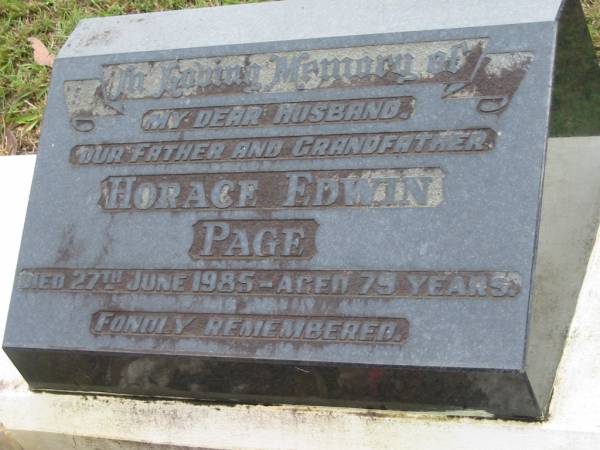 In Loving Memory of
MY DEAR HUSBAND,
OUR FATHER AND GRANDFATHER
HORACE EDWIN
PAGE
DIED 27TH JUNE 1985 - AGED 79 YEARS.
FONDLY REMEMBERED.